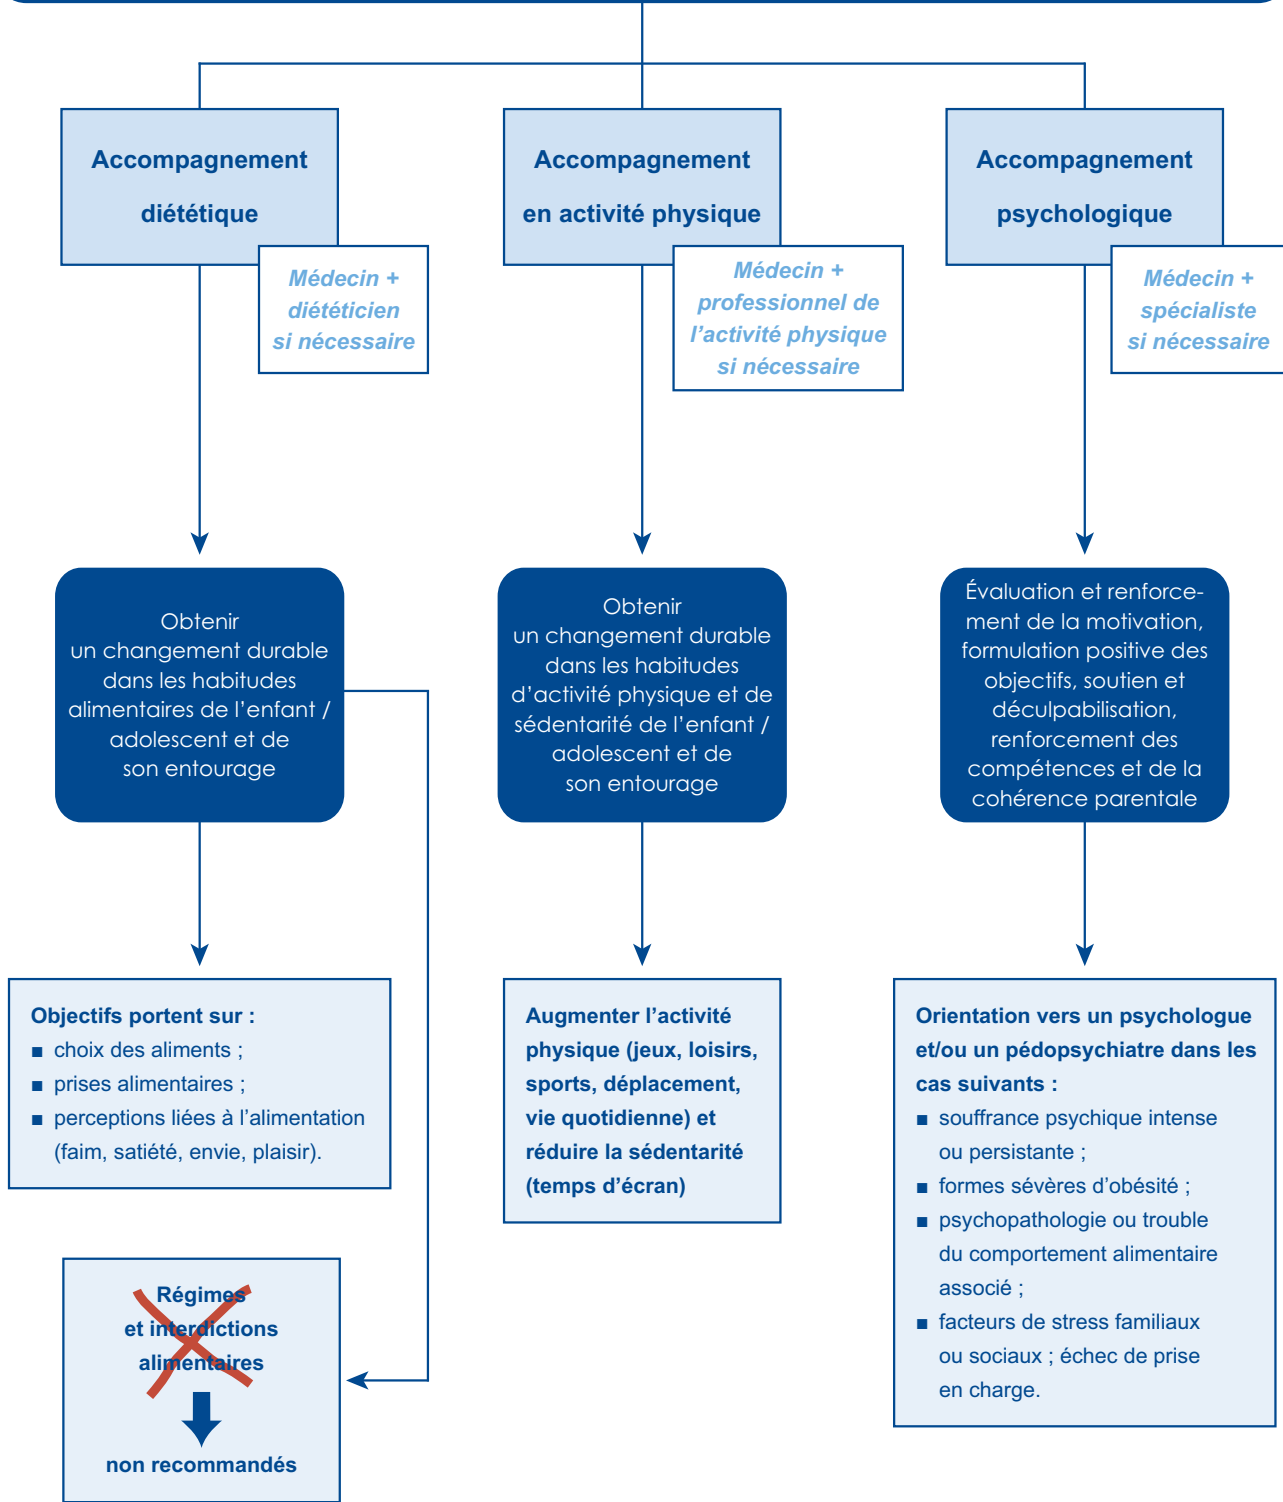 Accompagnement
diététique
Médecin +
diététicien
si nécessaire
Accompagnement
en activité physique
Médecin +
professionnel de
l’activité physique
si nécessaire
Accompagnement
psychologique
Médecin +
spécialiste
si nécessaire
Obtenir
un changement durable
dans les habitudes
alimentaires de l’enfant /
adolescent et de
son entourage
Obtenir
un changement durable
dans les habitudes
d’activité physique et de
sédentarité de l’enfant /
adolescent et de
son entourage
Évaluation et renforce-
ment de la motivation,
formulation positive des
objectifs, soutien et
déculpabilisation,
renforcement des
compétences et de la
cohérence parentale
Objectifs portent sur :
■ choix des aliments ;
■ prises alimentaires ;
■ perceptions liées à l’alimentation
(faim, satiété, envie, plaisir).
Régimes
et interdictions
alimentaires
non recommandés
Augmenter l’activité
physique (jeux, loisirs,
sports, déplacement,
vie quotidienne) et
réduire la sédentarité
(temps d’écran)
Orientation vers un psychologue
et/ou un pédopsychiatre dans les
cas suivants :
■ souffrance psychique intense
ou persistante ;
■ formes sévères d’obésité ;
■ psychopathologie ou trouble
du comportement alimentaire
associé ;
■ facteurs de stress familiaux
ou sociaux ; échec de prise
en charge.